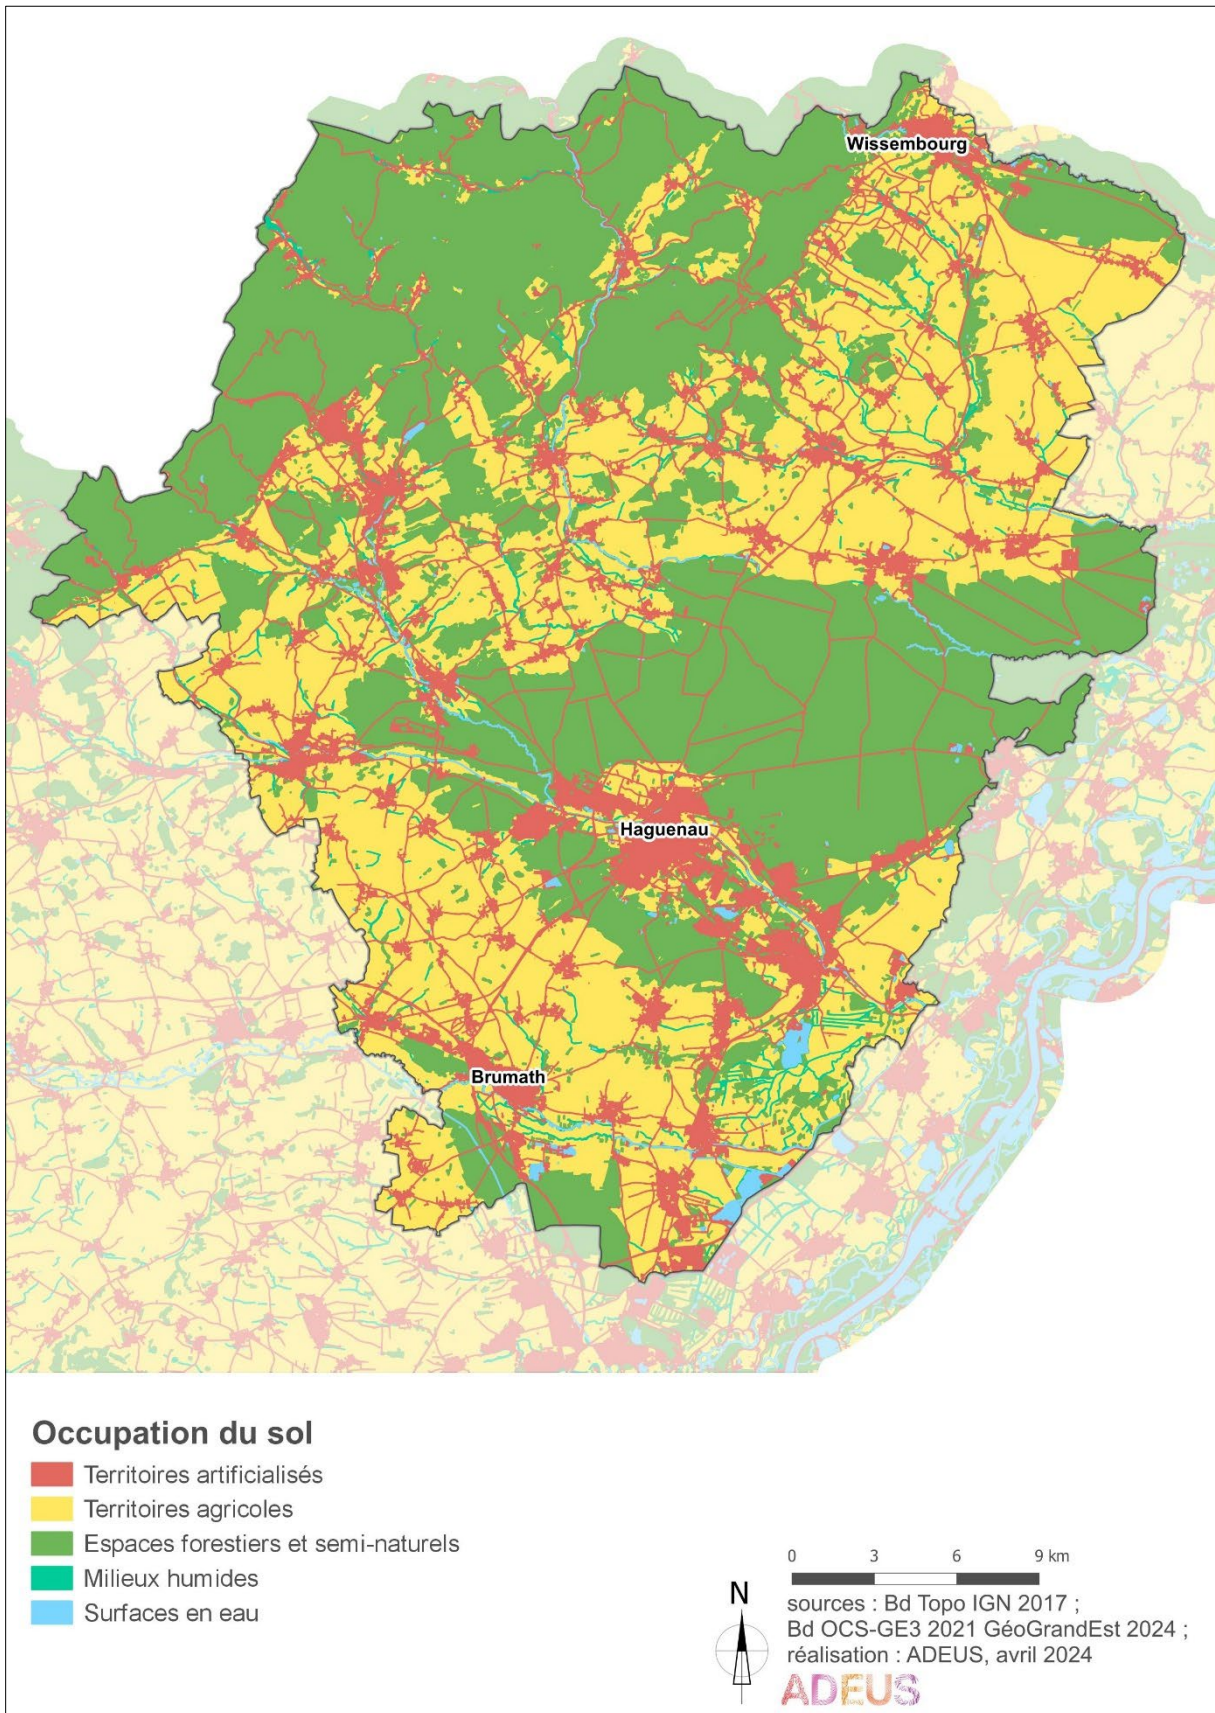 Wissembourg
Haguenau
Brumath
Occupation du sol
Territoires artificialisés
Territoires agricoles
Espaces forestiers et semi-naturels
Milieux humides
Surfaces en eau
0 3 6 9 km
N
sources : Bd Topo IGN 2017 ;
Bd OCS-GE3 2021 GéoGrandEst 2024 ;
réalisation : ADEUS, avril 2024
ADEUS